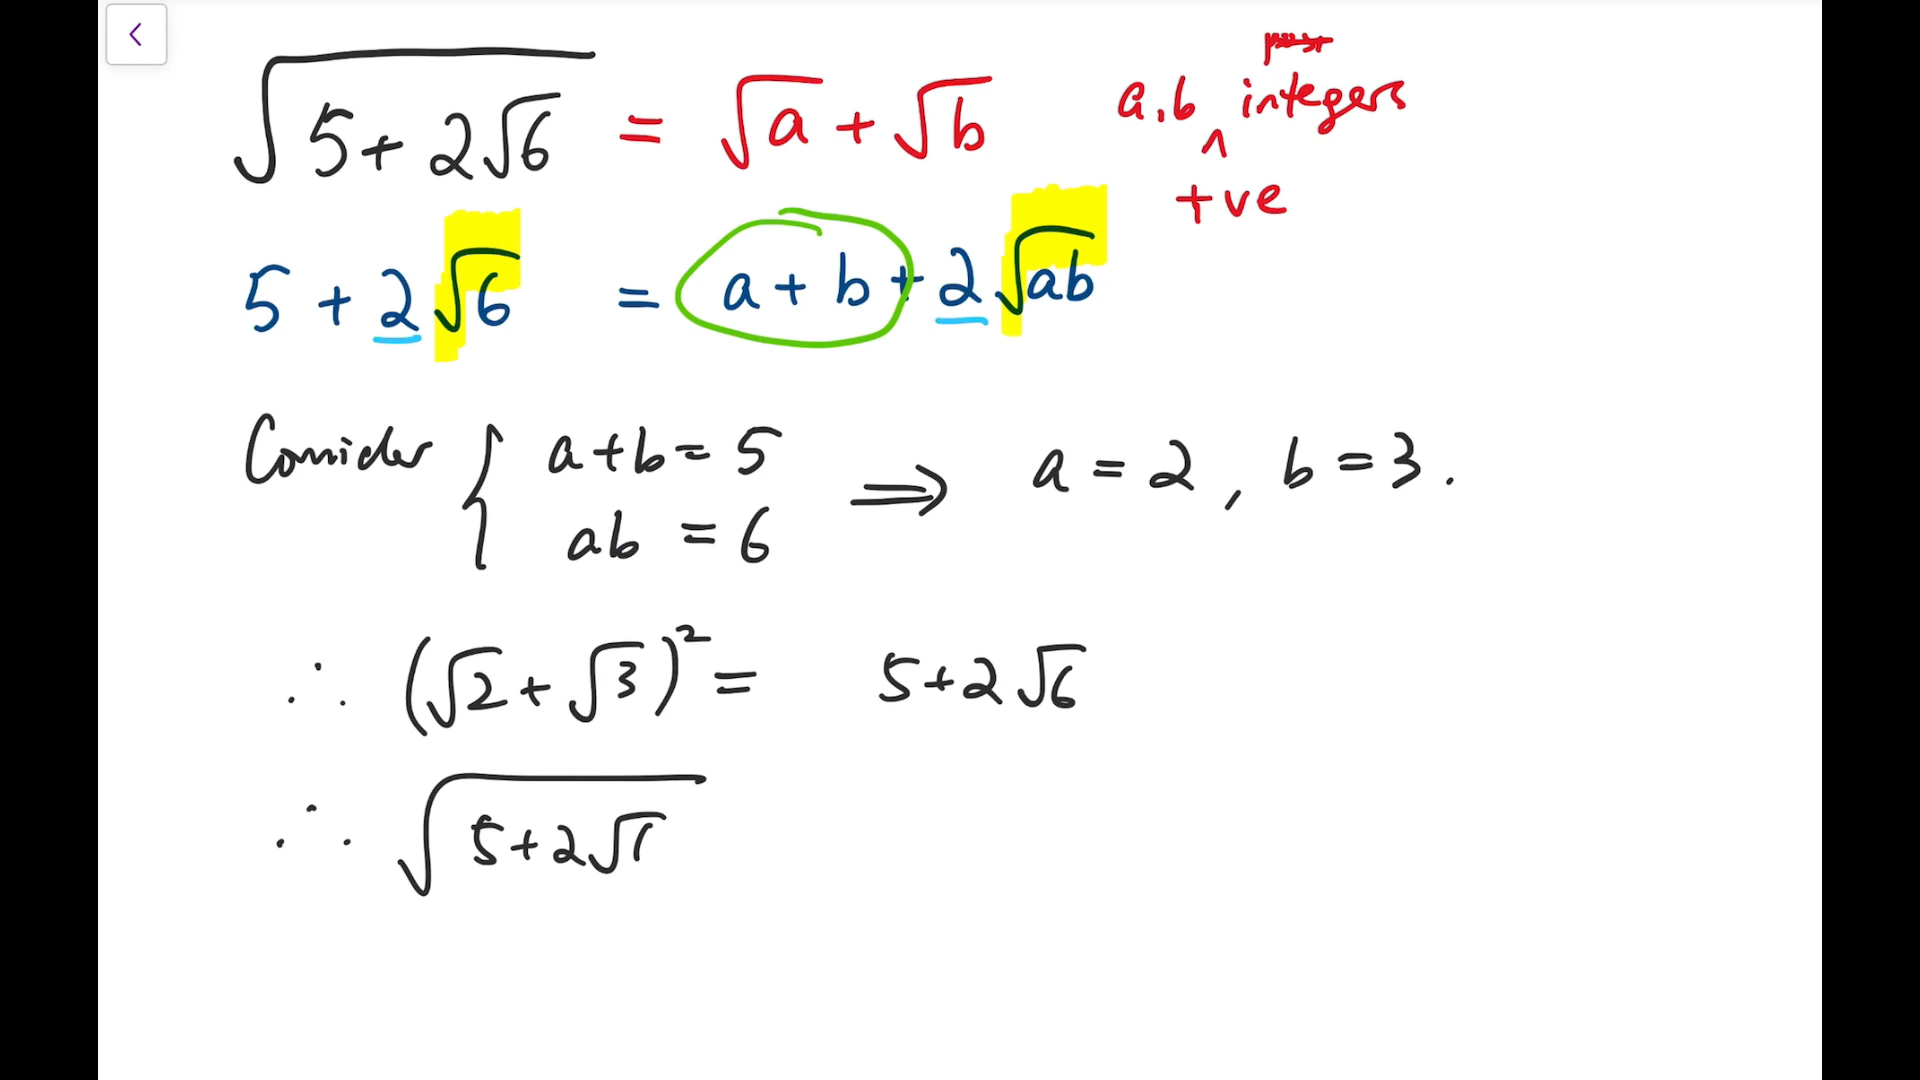 √(5+2√6) = √a + √b a,b integers
^
+ve
5 + 2√6 = a + b + 2√ab
Consider { a+b = 5 ⟹ a = 2, b = 3.
ab = 6
∴ (√2 + √3)² = 5+2√6
∴ √(5+2√